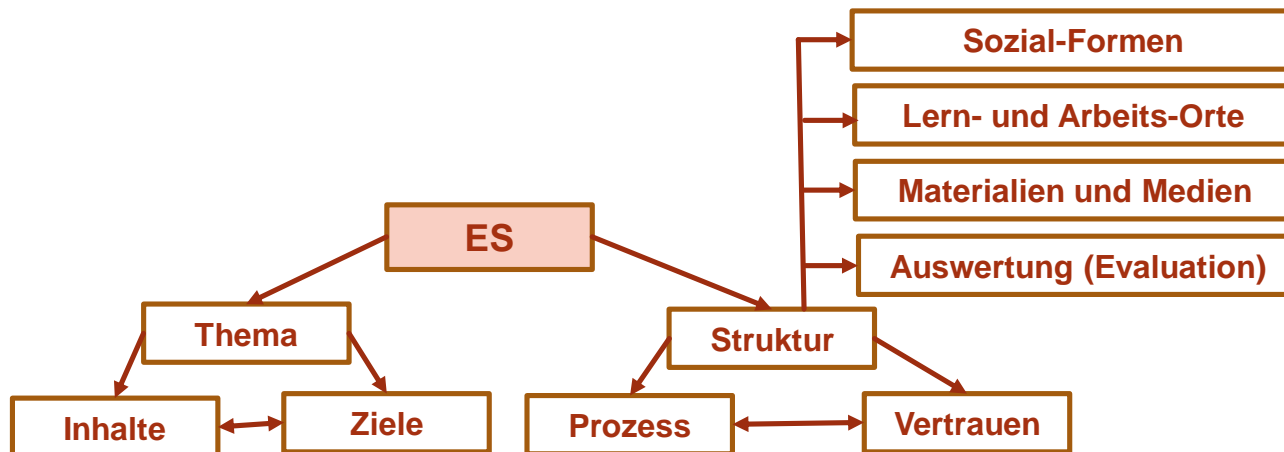 Sozial-Formen
Lern- und Arbeits-Orte
Materialien und Medien
ES
Auswertung (Evaluation)
Thema
Struktur
Inhalte
Ziele
Prozess
Vertrauen